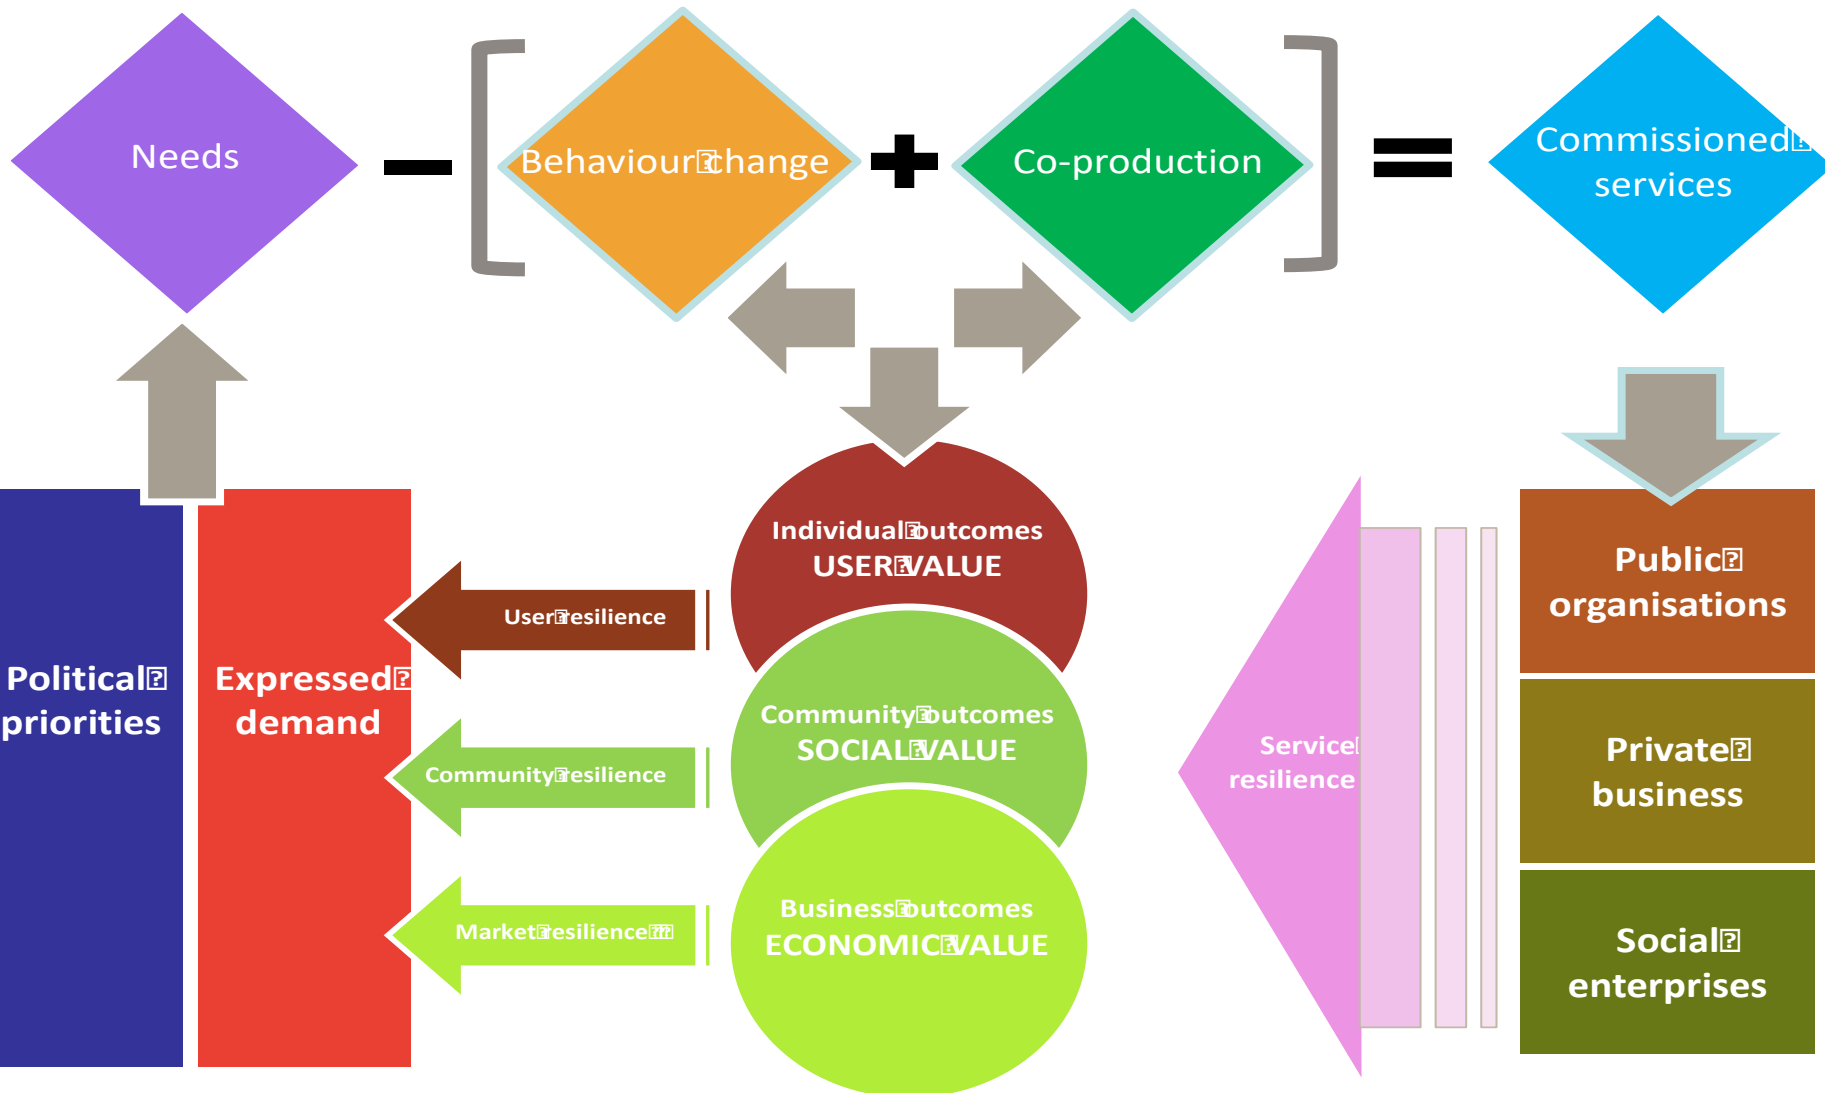 Needs
−
Behaviour change
+
Co-production
=
Commissioned
services
Political
priorities
Expressed
demand
User resilience
Community resilience
Market resilience
Individual outcomes
USER VALUE
Community outcomes
SOCIAL VALUE
Business outcomes
ECONOMIC VALUE
Service
resilience
Public
organisations
Private
business
Social
enterprises